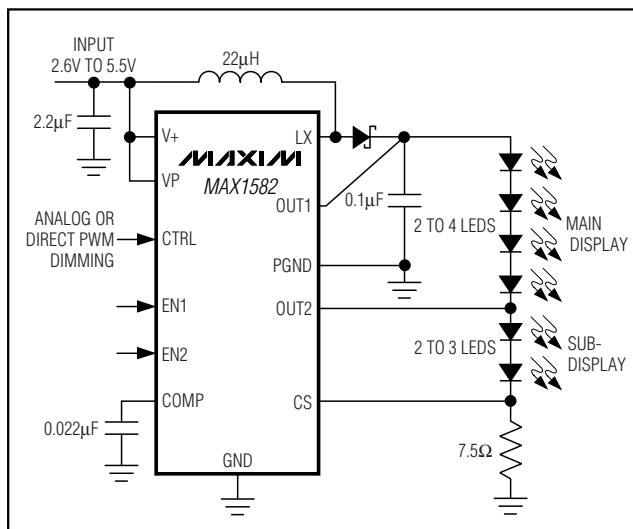 INPUT
2.6V TO 5.5V
22µH
2.2µF
V+
LX
MAXIM
MAX1582
VP
OUT1
0.1µF
ANALOG OR
DIRECT PWM
DIMMING
CTRL
2 TO 4 LEDS
MAIN
DISPLAY
PGND
EN1
OUT2
EN2
2 TO 3 LEDS
SUB-
DISPLAY
COMP
CS
0.022µF
7.5Ω
GND